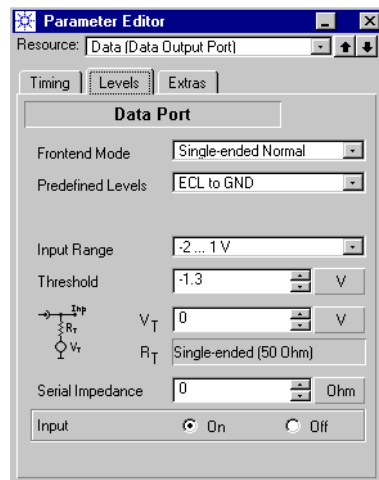 Parameter Editor
Resource: Data (Data Output Port)
Timing Levels Extras
Data Port
Frontend Mode Single-ended Normal
Predefined Levels ECL to GND
Input Range -2 ... 1 V
Threshold -1.3 V
Inp
RT
VT
VT 0 V
RT Single-ended (50 Ohm)
Serial Impedance 0 Ohm
Input On Off